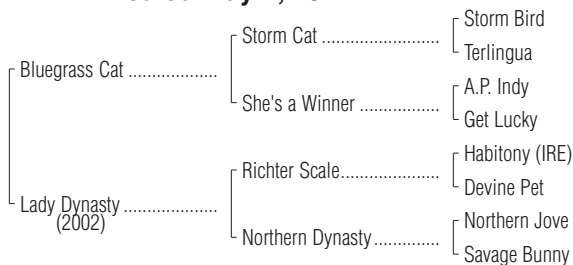 Storm Bird
Storm Cat ........................
Terlingua
Bluegrass Cat ..................
A.P. Indy
She's a Winner ................
Get Lucky
Habitony (IRE)
Richter Scale....................
Devine Pet
Lady Dynasty ...................
(2002)
Northern Jove
Northern Dynasty.............
Savage Bunny